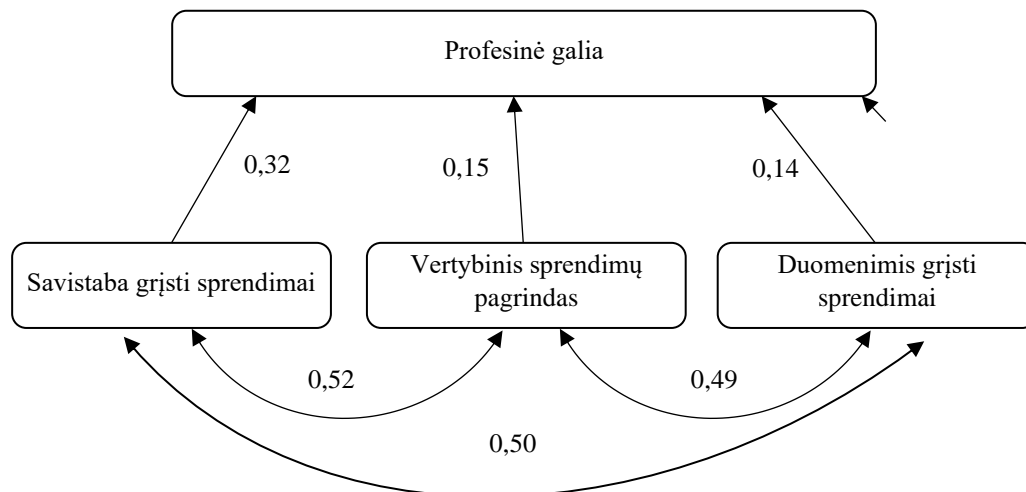 Profesinė galia
0,32
0,15
0,14
Savistaba grįsti sprendimai
Vertybinis sprendimų
pagrindas
Duomenimis grįsti
sprendimai
0,52
0,49
0,50